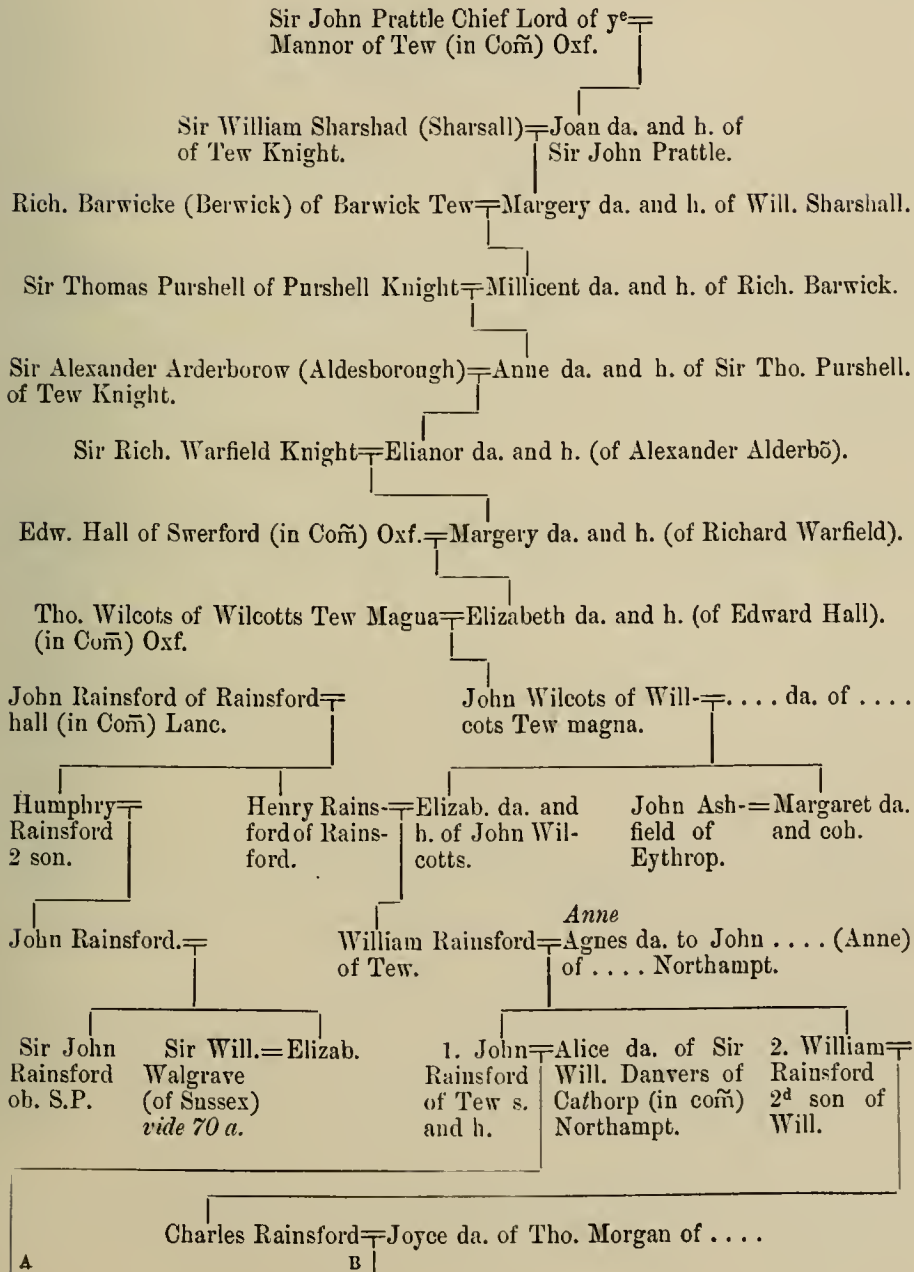 Sir John Prattle Chief Lord of yᵉ
Mannor of Tew (in Com̃) Oxf.
Sir William Sharshad (Sharsall)
of Tew Knight.
Joan da. and h. of
Sir John Prattle.
Rich. Barwicke (Berwick) of Barwick Tew
Margery da. and h. of Will. Sharshall.
Sir Thomas Purshell of Purshell Knight
Millicent da. and h. of Rich. Barwick.
Sir Alexander Arderborow (Aldesborough)
of Tew Knight.
Anne da. and h. of Sir Tho. Purshell.
Sir Rich. Warfield Knight
Elianor da. and h. (of Alexander Alderbõ).
Edw. Hall of Swerford (in Com̃) Oxf.
Margery da. and h. (of Richard Warfield).
Tho. Wilcots of Wilcotts Tew Magna
(in Com̃) Oxf.
Elizabeth da. and h. (of Edward Hall).
John Rainsford of Rainsford
hall (in Com̃) Lanc.
John Wilcots of Will-
cots Tew magna.
. . . . da. of . . . .
Humphry
Rainsford
2 son.
Henry Rains-
ford of Rains-
ford.
Elizab. da. and
h. of John Wil-
cotts.
John Ash-
field of
Eythrop.
Margaret da.
and coh.
John Rainsford.
William Rainsford
of Tew.
Anne
Agnes da. to John . . . . (Anne)
of . . . . Northampt.
Sir John
Rainsford
ob. S.P.
Sir Will.
Walgrave
(of Sussex)
vide 70 a.
Elizab.
1. John
Rainsford
of Tew s.
and h.
Alice da. of Sir
Will. Danvers of
Cathorp (in com̃)
Northampt.
2. William
Rainsford
2ᵈ son of
Will.
Charles Rainsford
Joyce da. of Tho. Morgan of . . . .
A
B